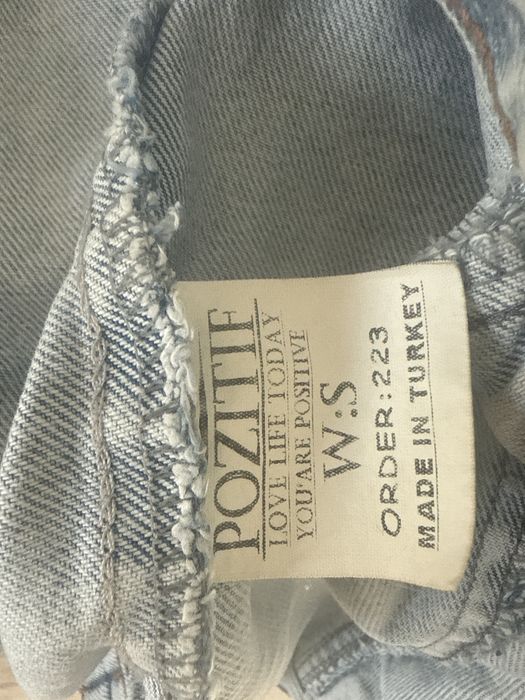 POZITIF
LOVE LIFE TODAY
YOU'ARE POSITIVE
W:S
ORDER:223
MADE IN TURKEY